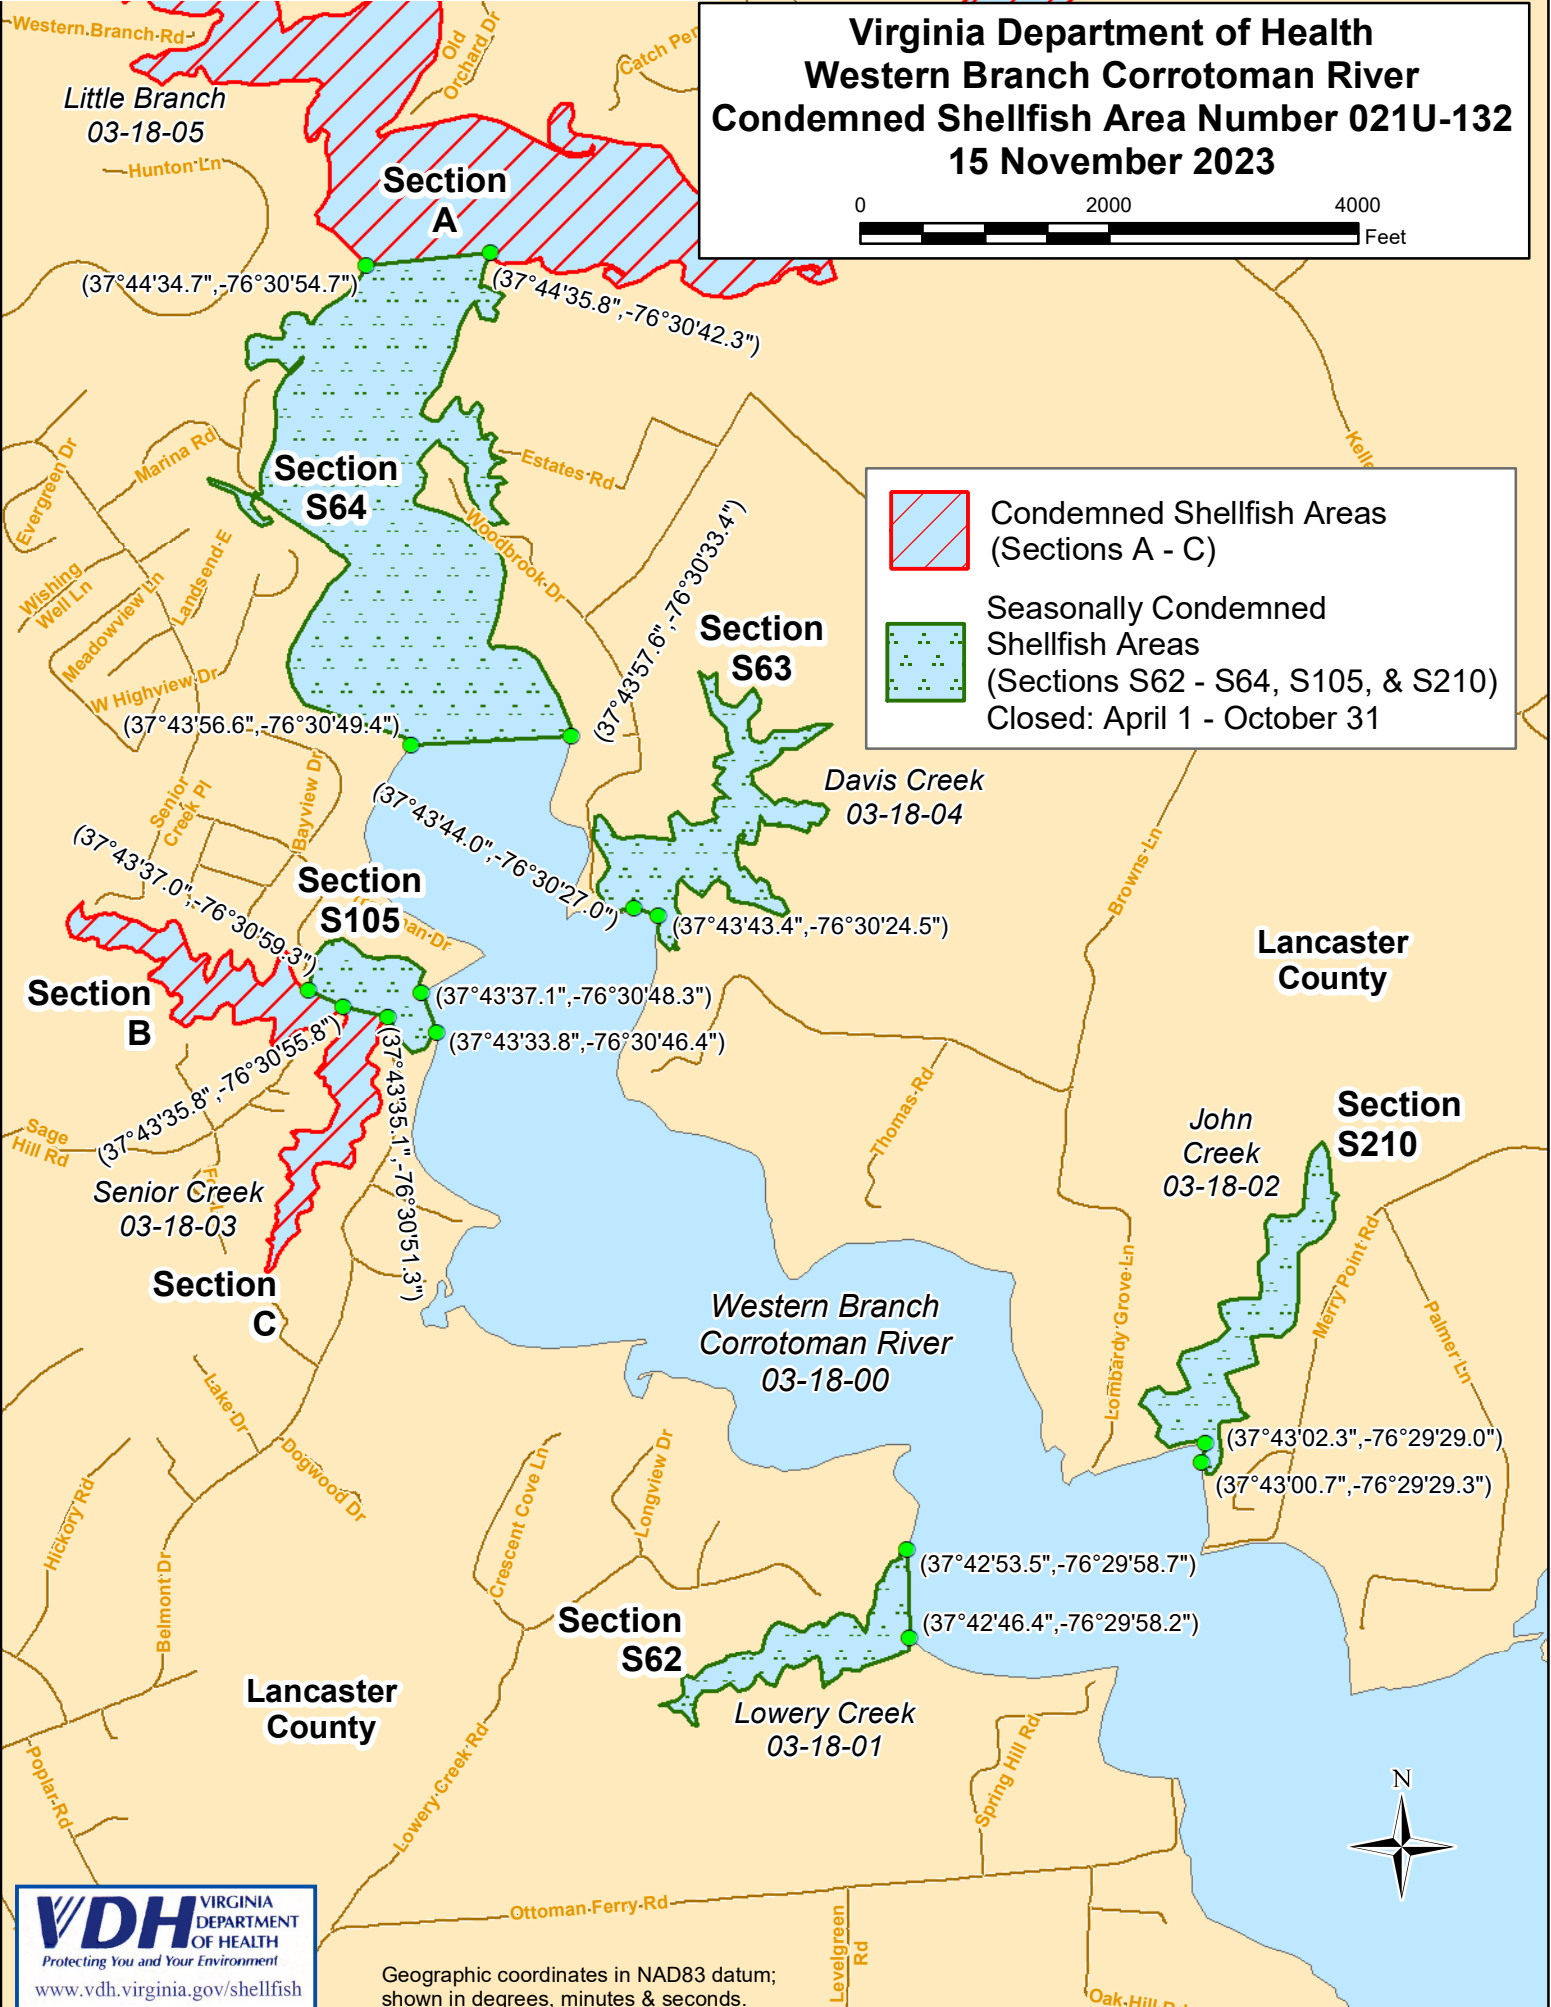 Virginia Department of Health
Western Branch Corrotoman River
Condemned Shellfish Area Number 021U-132
15 November 2023
0
2000
4000
Feet
Western Branch Rd
Old
Orchard Dr
Catch Pen
Little Branch
03-18-05
Hunton Ln
Section
A
(37°44'34.7",-76°30'54.7")
(37°44'35.8",-76°30'42.3")
Evergreen Dr
Marina Rd
Section
S64
Estates Rd
Kelle
Condemned Shellfish Areas
(Sections A - C)
Seasonally Condemned
Shellfish Areas
(Sections S62 - S64, S105, & S210)
Closed: April 1 - October 31
Wishing
Well Ln
Meadowview Ln
Landsend E
Woodbrook Dr
W Highview Dr
(37°43'57.6",-76°30'33.4")
Section
S63
(37°43'56.6",-76°30'49.4")
Senior
Creek Pl
Bayview Dr
Davis Creek
03-18-04
(37°43'44.0",-76°30'27.0")
(37°43'37.0",-76°30'59.3")
Section
S105
nan Dr
(37°43'43.4",-76°30'24.5")
Browns Ln
Lancaster
County
Section
B
(37°43'37.1",-76°30'48.3")
(37°43'33.8",-76°30'46.4")
(37°43'35.8",-76°30'55.8")
(37°43'35.1",-76°30'51.3")
Sage
Hill Rd
Thomas Rd
Senior Creek
03-18-03
Section
C
John
Creek
03-18-02
Section
S210
Merry Point Rd
Palmer Ln
Lombardy Grove Ln
Western Branch
Corrotoman River
03-18-00
Lake Dr
Dogwood Dr
Hickory Rd
Belmont Dr
Crescent Cove Ln
Longview Dr
(37°43'02.3",-76°29'29.0")
(37°43'00.7",-76°29'29.3")
(37°42'53.5",-76°29'58.7")
(37°42'46.4",-76°29'58.2")
Section
S62
Lancaster
County
Lowery Creek
03-18-01
Lowery Creek Rd
Spring Hill Rd
Poplar Rd
N
Ottoman Ferry Rd
Levelgreen
Rd
VDH
VIRGINIA
DEPARTMENT
OF HEALTH
Protecting You and Your Environment
www.vdh.virginia.gov/shellfish
Geographic coordinates in NAD83 datum;
shown in degrees, minutes & seconds.
Oak Hill